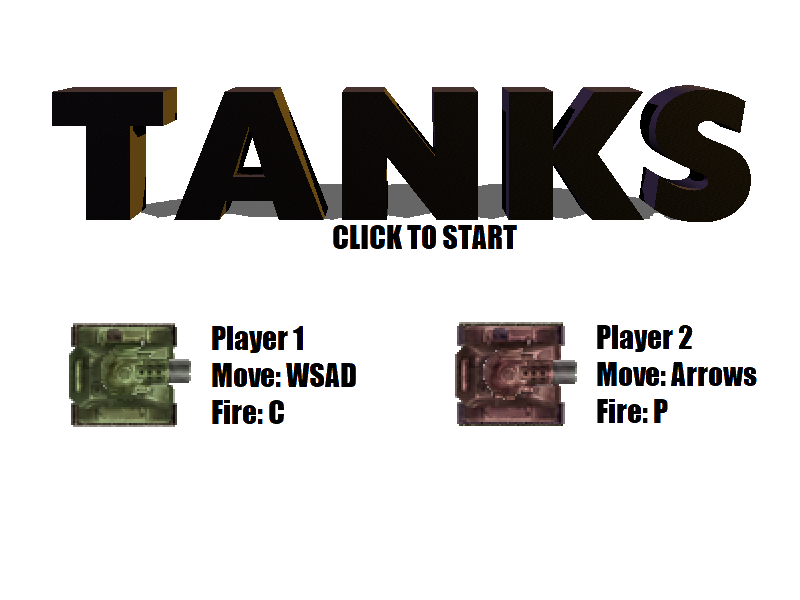 TANKS
CLICK TO START
Player 1
Move: WSAD
Fire: C
Player 2
Move: Arrows
Fire: P